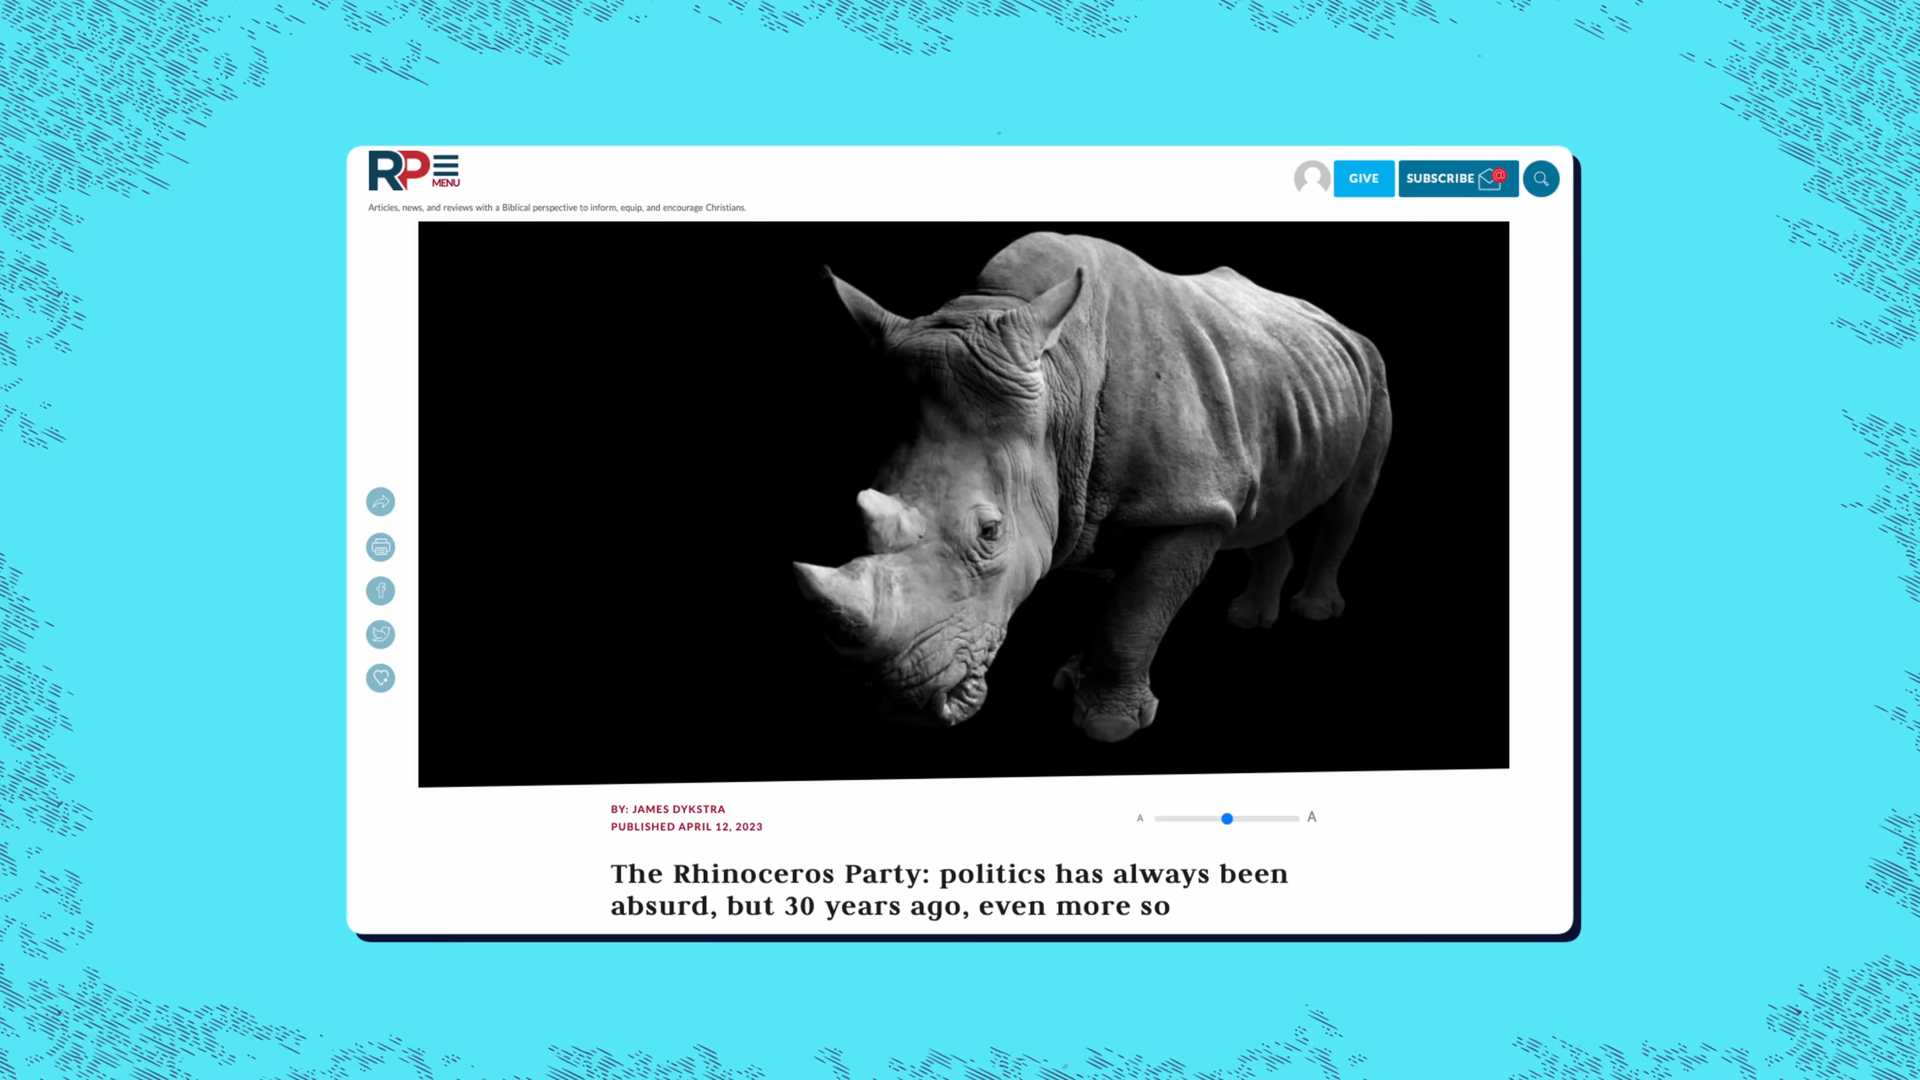 RP
MENU
GIVE
SUBSCRIBE @
Articles, news, and reviews with a Biblical perspective to inform, equip, and encourage Christians.
BY: JAMES DYKSTRA
PUBLISHED APRIL 12, 2023
A A
The Rhinoceros Party: politics has always been
absurd, but 30 years ago, even more so